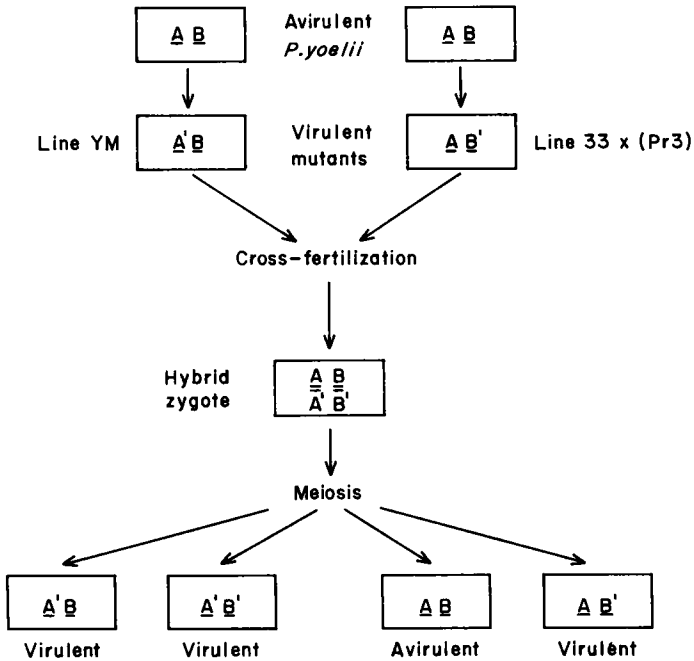 A B
Avirulent
P.yoelii
A B
Line YM
A' B
Virulent
mutants
A B'
Line 33 x (Pr3)
Cross-fertilization
Hybrid
zygote
A B
A' B'
Meiosis
A' B
A' B'
A B
A B'
Virulent
Virulent
Avirulent
Virulent